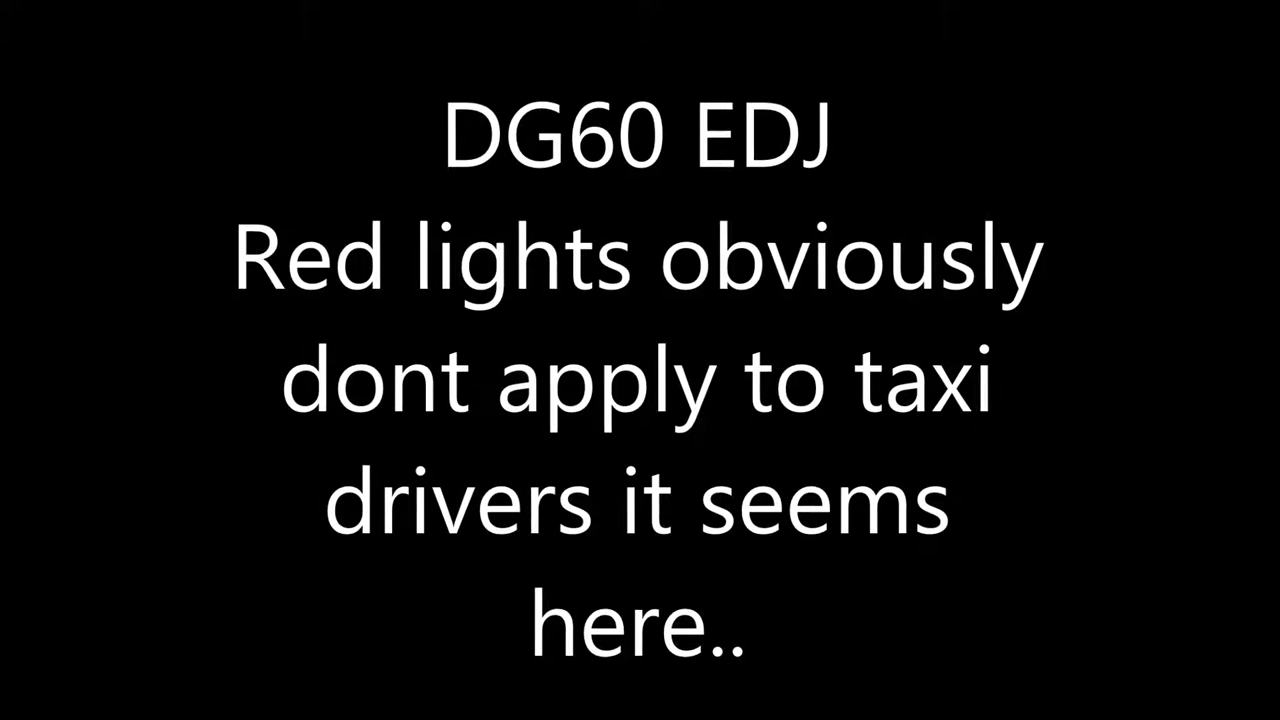 DG60 EDJ
Red lights obviously
dont apply to taxi
drivers it seems
here..